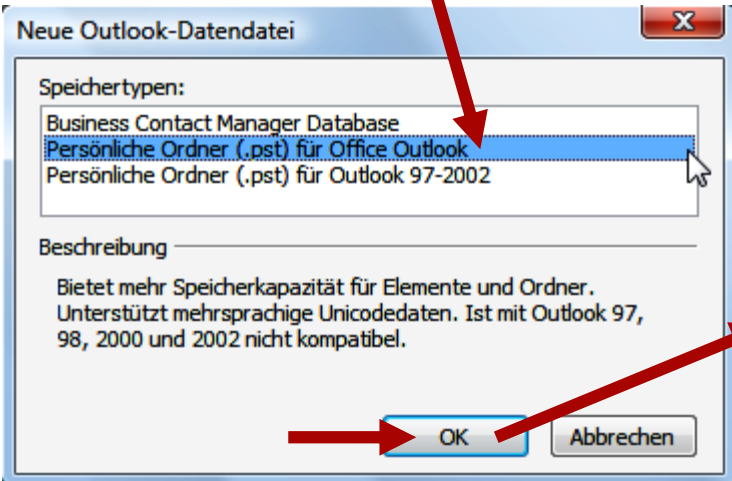 Neue Outlook-Datendatei
Speichertypen:
Business Contact Manager Database
Persönliche Ordner (.pst) für Office Outlook
Persönliche Ordner (.pst) für Outlook 97-2002
Beschreibung
Bietet mehr Speicherkapazität für Elemente und Ordner.
Unterstützt mehrsprachige Unicodedaten. Ist mit Outlook 97,
98, 2000 und 2002 nicht kompatibel.
OK Abbrechen